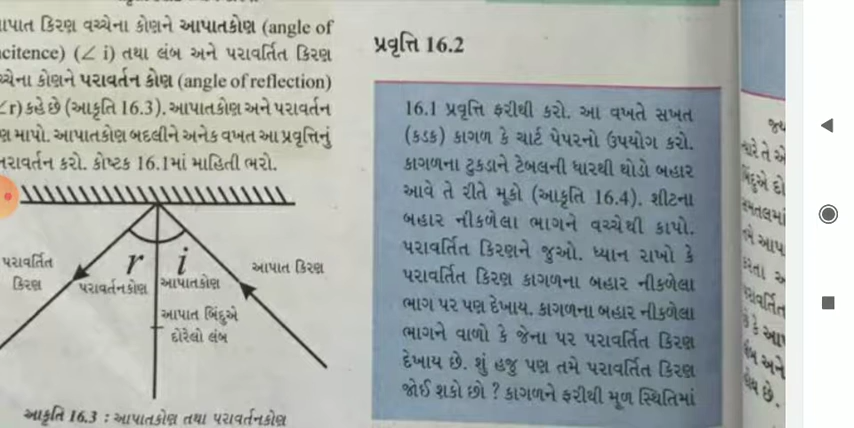 આપાત કિરણ વચ્ચેના કોણને આપાતકોણ (angle of
citence) (∠ i) તથા લંબ અને પરાવર્તિત કિરણ
કોણને પરાવર્તન કોણ (angle of reflection)
કહે છે (આકૃતિ 16.3). આપાતકોણ અને પરાવર્તન
માપો. આપાતકોણ બદલીને અનેક વખત આ પ્રવૃત્તિનું
કરો. કોષ્ટક 16.1માં માહિતી ભરો.
r i
પરાવર્તિત
કિરણ
પરાવર્તનકોણ
આપાતકોણ
આપાત કિરણ
આપાત બિંદુએ
દોરેલો લંબ
આકૃતિ 16.3 : આપાતકોણ તથા પરાવર્તનકોણ
પ્રવૃત્તિ 16.2
16.1 પ્રવૃત્તિ ફરીથી કરો. આ વખતે સખત
(કડક) કાગળ કે ચાર્ટ પેપરનો ઉપયોગ કરો.
કાગળના ટુકડાને ટેબલની ધારથી થોડો બહાર
આવે તે રીતે મૂકો (આકૃતિ 16.4). શીટના
બહાર નીકળેલા ભાગને વચ્ચેથી કાપો.
પરાવર્તિત કિરણને જુઓ. ધ્યાન રાખો કે
પરાવર્તિત કિરણ કાગળના બહાર નીકળેલા
ભાગ પર પણ દેખાય. કાગળના બહાર નીકળેલા
ભાગને વાળો કે જેના પર પરાવર્તિત કિરણ
દેખાય છે. શું હજુ પણ તમે પરાવર્તિત કિરણ
જોઈ શકો છો ? કાગળને ફરીથી મૂળ સ્થિતિમાં